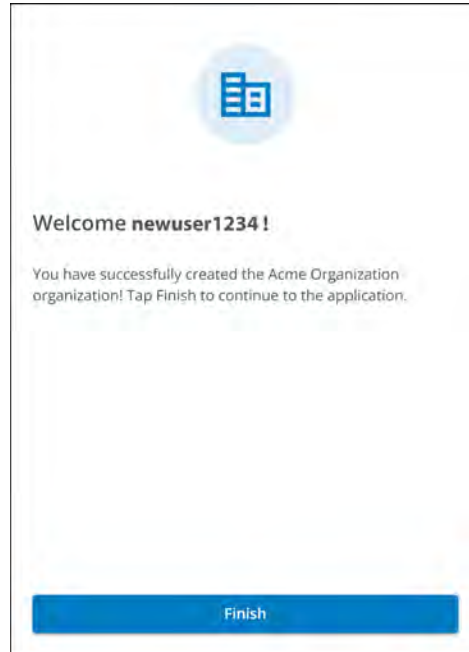 Welcome newuser1234!
You have successfully created the Acme Organization
organization! Tap Finish to continue to the application.
Finish